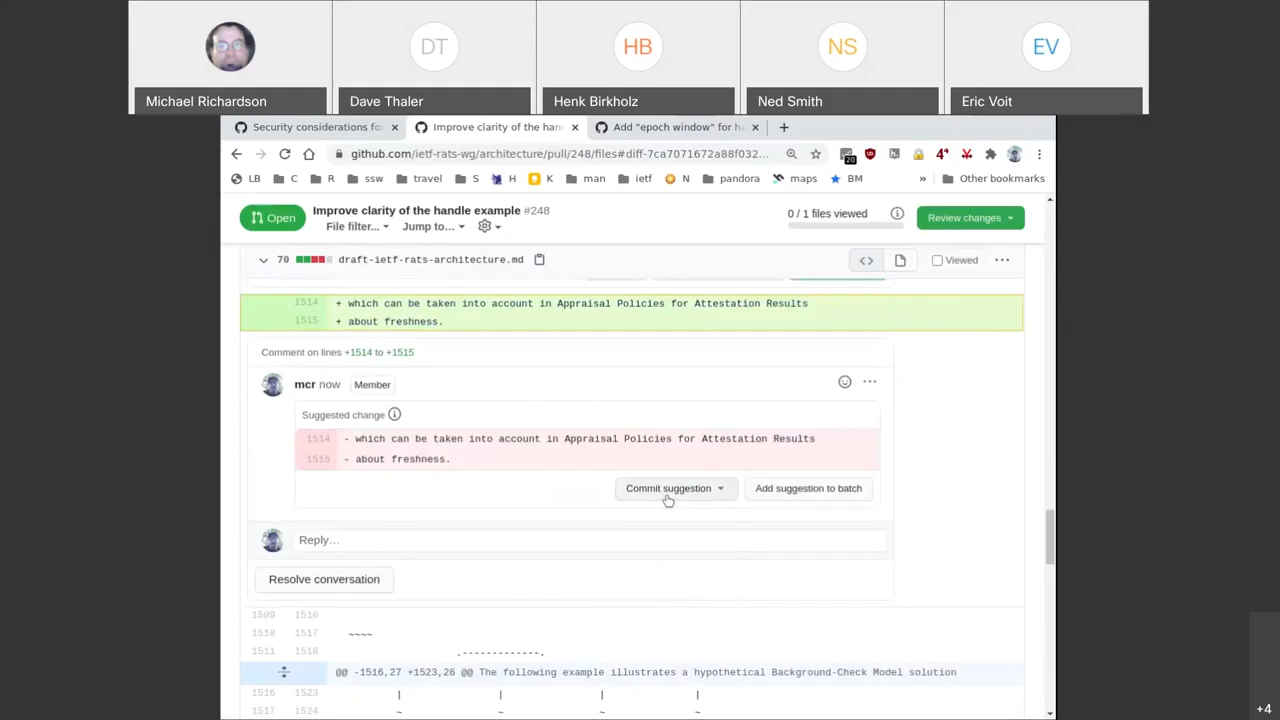 DT
HB
NS
EV
Michael Richardson
Dave Thaler
Henk Birkholz
Ned Smith
Eric Voit
Security considerations fo
Improve clarity of the han
Add "epoch window" for h
github.com/ietf-rats-wg/architecture/pull/248/files#diff-7ca7071672a88f032...
20
LB
C
R
ssw
travel
S
H
K
man
ietf
N
pandora
maps
BM
»
Other bookmarks
Open
Improve clarity of the handle example #248
File filter...
Jump to...
0 / 1 files viewed
Review changes
70
draft-ietf-rats-architecture.md
<>
Viewed
1514 + which can be taken into account in Appraisal Policies for Attestation Results
1515 + about freshness.
Comment on lines +1514 to +1515
mcr now Member
Suggested change
1514 - which can be taken into account in Appraisal Policies for Attestation Results
1515 - about freshness.
Commit suggestion
Add suggestion to batch
Reply...
Resolve conversation
1509 1516
1510 1517 ~~~~
1511 1518 .-------------.
@@ -1516,27 +1523,26 @@ The following example illustrates a hypothetical Background-Check Model solution
1516 1523 | | | |
1517 1524 ~ ~ ~ ~
+4